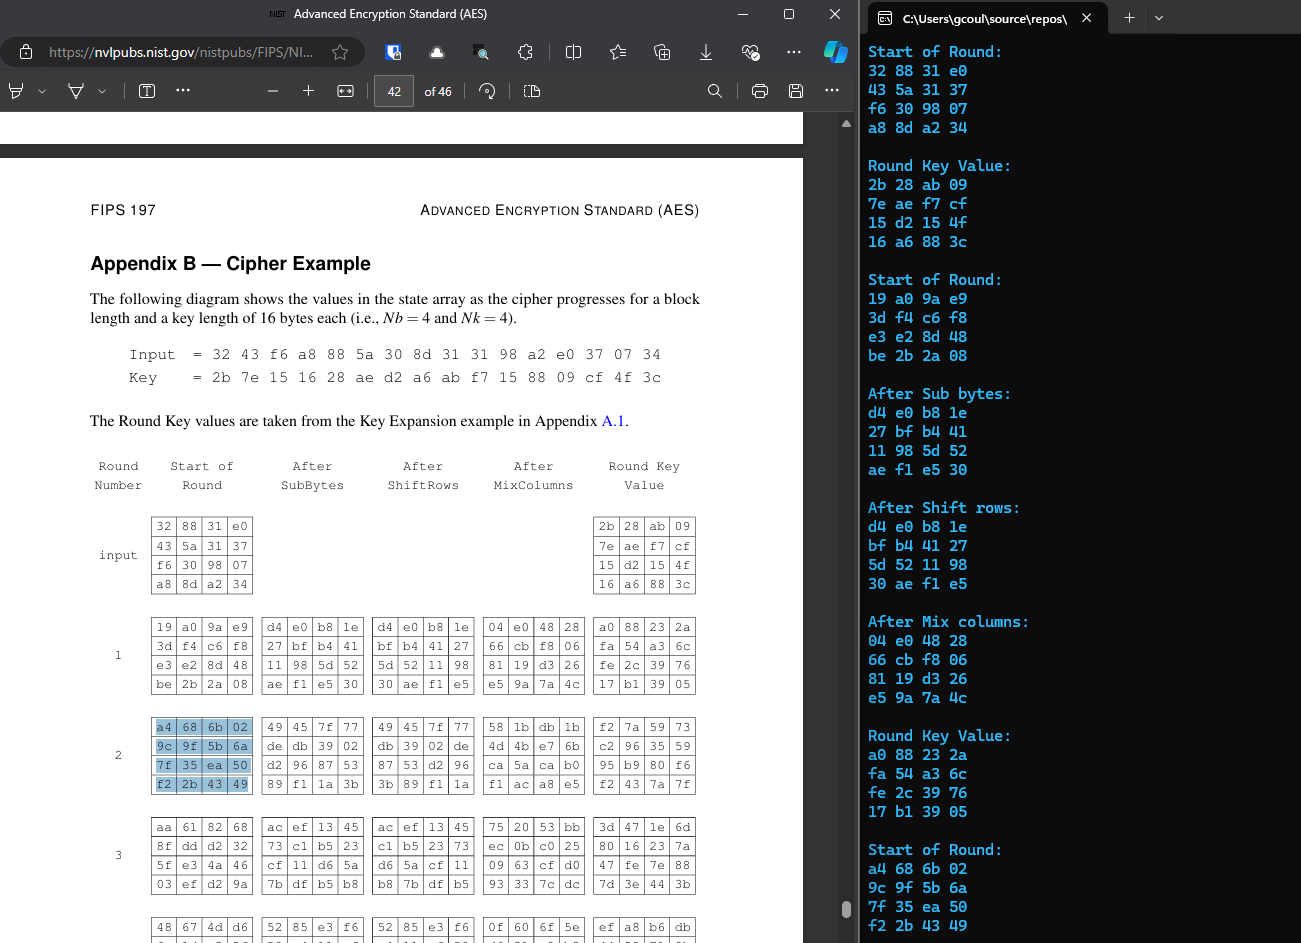 NIST Advanced Encryption Standard (AES)
https://nvlpubs.nist.gov/nistpubs/FIPS/NI...
42 of 46
FIPS 197 ADVANCED ENCRYPTION STANDARD (AES)
Appendix B — Cipher Example
The following diagram shows the values in the state array as the cipher progresses for a block
length and a key length of 16 bytes each (i.e., Nb = 4 and Nk = 4).
Input = 32 43 f6 a8 88 5a 30 8d 31 31 98 a2 e0 37 07 34
Key = 2b 7e 15 16 28 ae d2 a6 ab f7 15 88 09 cf 4f 3c
The Round Key values are taken from the Key Expansion example in Appendix A.1.
Round Start of After After After Round Key
Number Round SubBytes ShiftRows MixColumns Value
32 88 31 e0 2b 28 ab 09
43 5a 31 37 7e ae f7 cf
input
f6 30 98 07 15 d2 15 4f
a8 8d a2 34 16 a6 88 3c
19 a0 9a e9 d4 e0 b8 1e d4 e0 b8 1e 04 e0 48 28 a0 88 23 2a
3d f4 c6 f8 27 bf b4 41 bf b4 41 27 66 cb f8 06 fa 54 a3 6c
1
e3 e2 8d 48 11 98 5d 52 5d 52 11 98 81 19 d3 26 fe 2c 39 76
be 2b 2a 08 ae f1 e5 30 30 ae f1 e5 e5 9a 7a 4c 17 b1 39 05
a4 68 6b 02 49 45 7f 77 49 45 7f 77 58 1b db 1b f2 7a 59 73
9c 9f 5b 6a de db 39 02 db 39 02 de 4d 4b e7 6b c2 96 35 59
2
7f 35 ea 50 d2 96 87 53 87 53 d2 96 ca 5a ca b0 95 b9 80 f6
f2 2b 43 49 89 f1 1a 3b 3b 89 f1 1a f1 ac a8 e5 f2 43 7a 7f
aa 61 82 68 ac ef 13 45 ac ef 13 45 75 20 53 bb 3d 47 1e 6d
8f dd d2 32 73 c1 b5 23 c1 b5 23 73 ec 0b c0 25 80 16 23 7a
3
5f e3 4a 46 cf 11 d6 5a d6 5a cf 11 09 63 cf d0 47 fe 7e 88
03 ef d2 9a 7b df b5 b8 b8 7b df b5 93 33 7c dc 7d 3e 44 3b
48 67 4d d6 52 85 e3 f6 52 85 e3 f6 0f 60 6f 5e ef a8 b6 db
C:\Users\gcoul\source\repos\
Start of Round:
32 88 31 e0
43 5a 31 37
f6 30 98 07
a8 8d a2 34
Round Key Value:
2b 28 ab 09
7e ae f7 cf
15 d2 15 4f
16 a6 88 3c
Start of Round:
19 a0 9a e9
3d f4 c6 f8
e3 e2 8d 48
be 2b 2a 08
After Sub bytes:
d4 e0 b8 1e
27 bf b4 41
11 98 5d 52
ae f1 e5 30
After Shift rows:
d4 e0 b8 1e
bf b4 41 27
5d 52 11 98
30 ae f1 e5
After Mix columns:
04 e0 48 28
66 cb f8 06
81 19 d3 26
e5 9a 7a 4c
Round Key Value:
a0 88 23 2a
fa 54 a3 6c
fe 2c 39 76
17 b1 39 05
Start of Round:
a4 68 6b 02
9c 9f 5b 6a
7f 35 ea 50
f2 2b 43 49